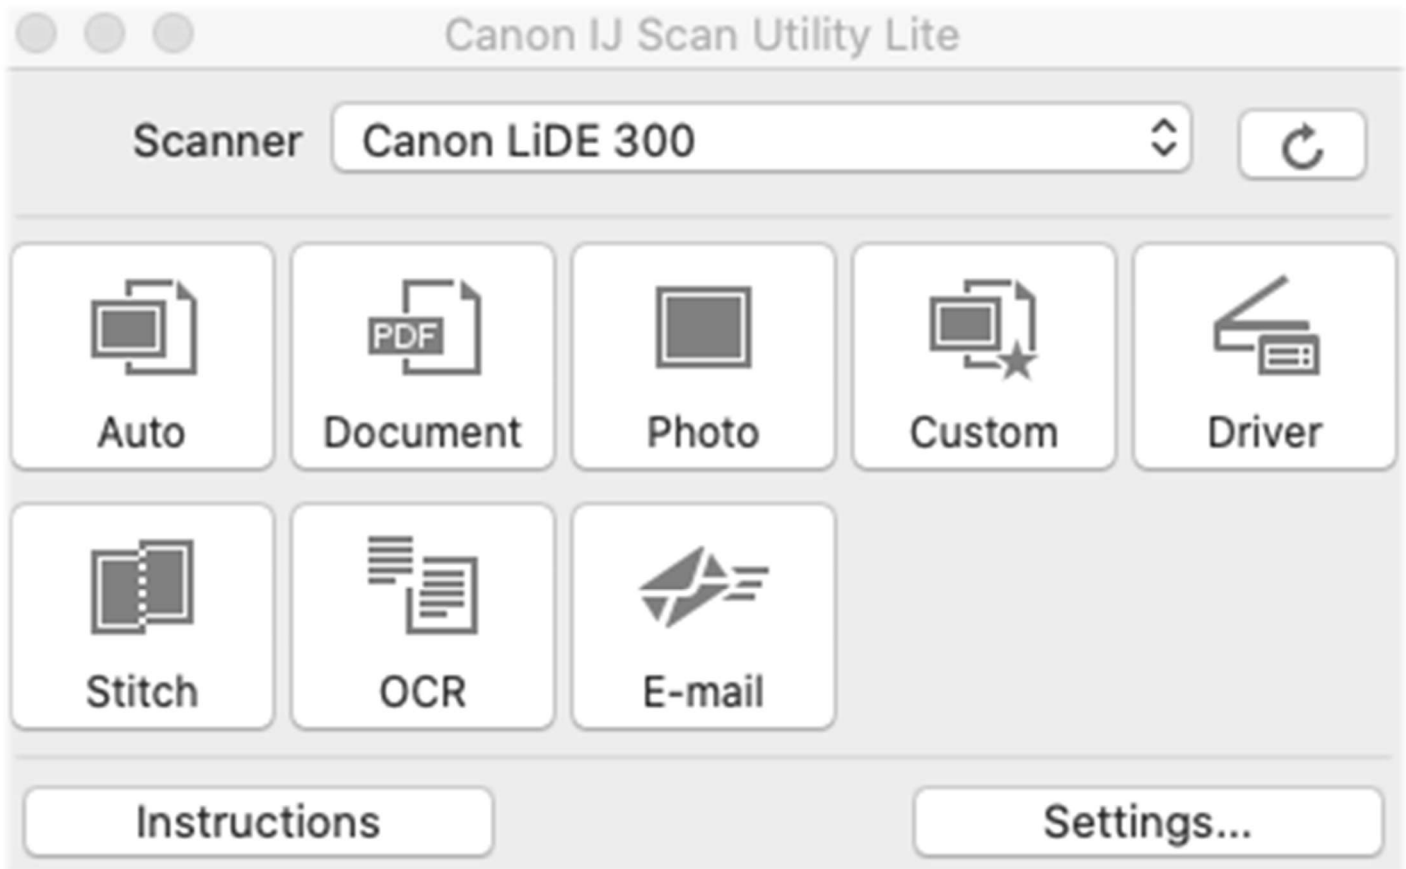 Canon IJ Scan Utility Lite
Scanner Canon LiDE 300
Auto
PDF
Document
Photo
Custom
Driver
Stitch
OCR
E-mail
Instructions
Settings...